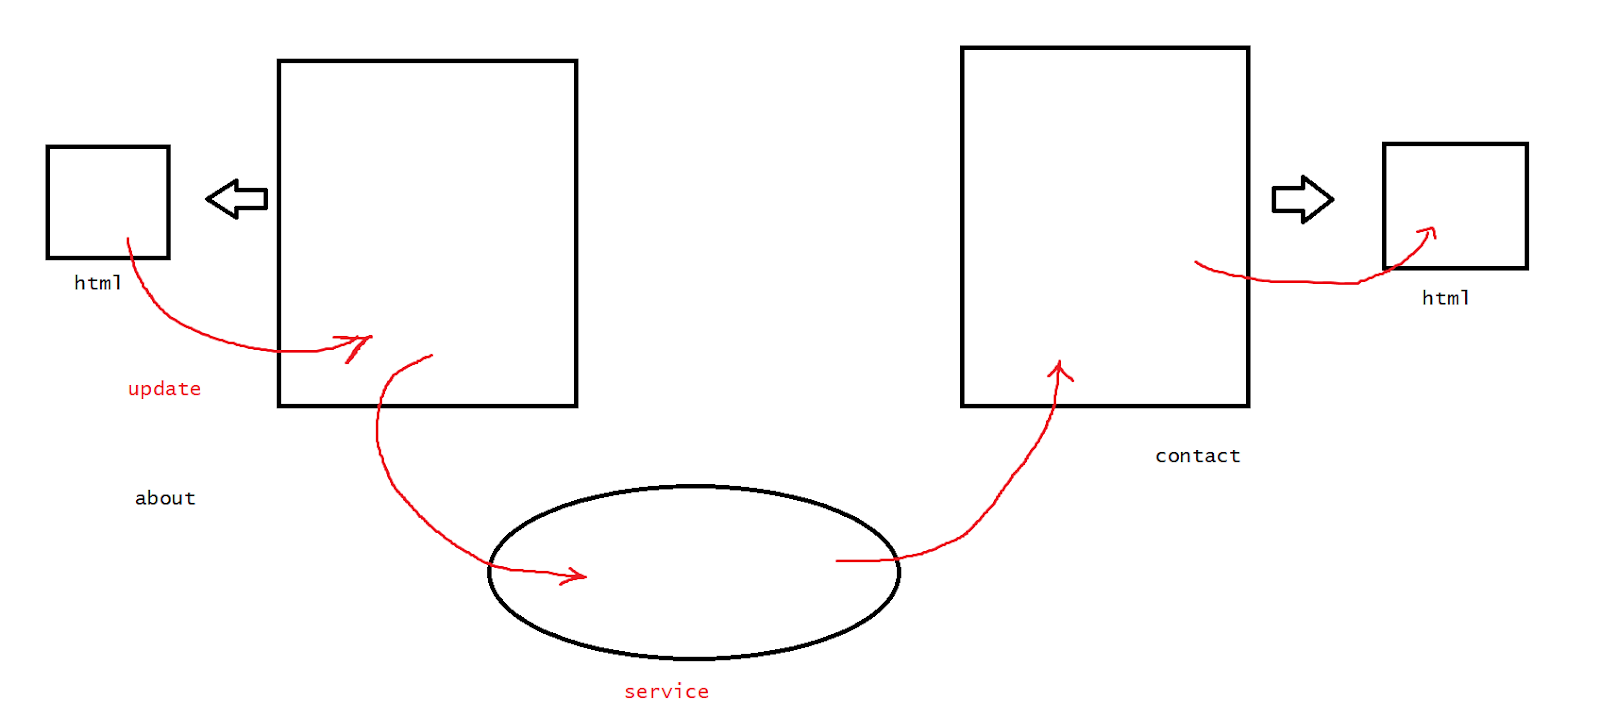 html
html
update
contact
about
service